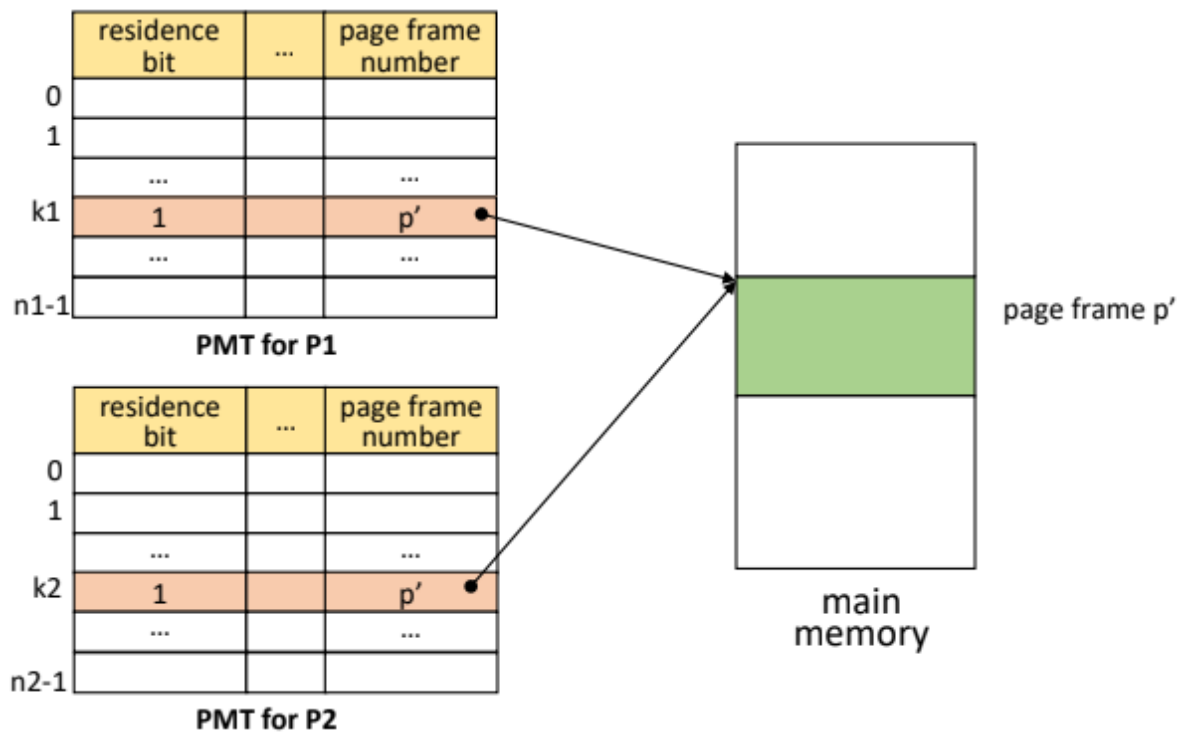 residence bit ... page frame number
0
1
... ...
k1 1 p’
... ...
n1-1
PMT for P1
residence bit ... page frame number
0
1
... ...
k2 1 p’
... ...
n2-1
PMT for P2
page frame p’
main
memory